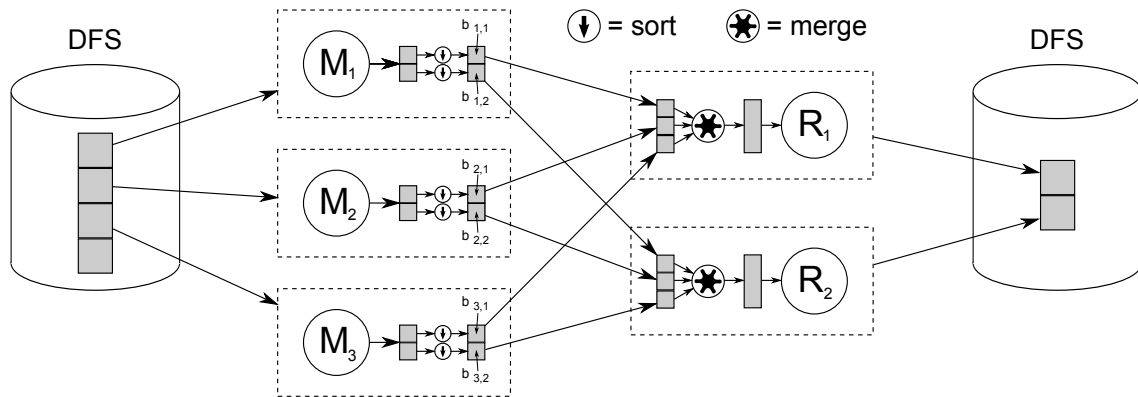 DFS
b 1,1
M1
b 1,2
b 2,1
M2
b 2,2
b 3,1
M3
b 3,2
= sort
= merge
R1
R2
DFS